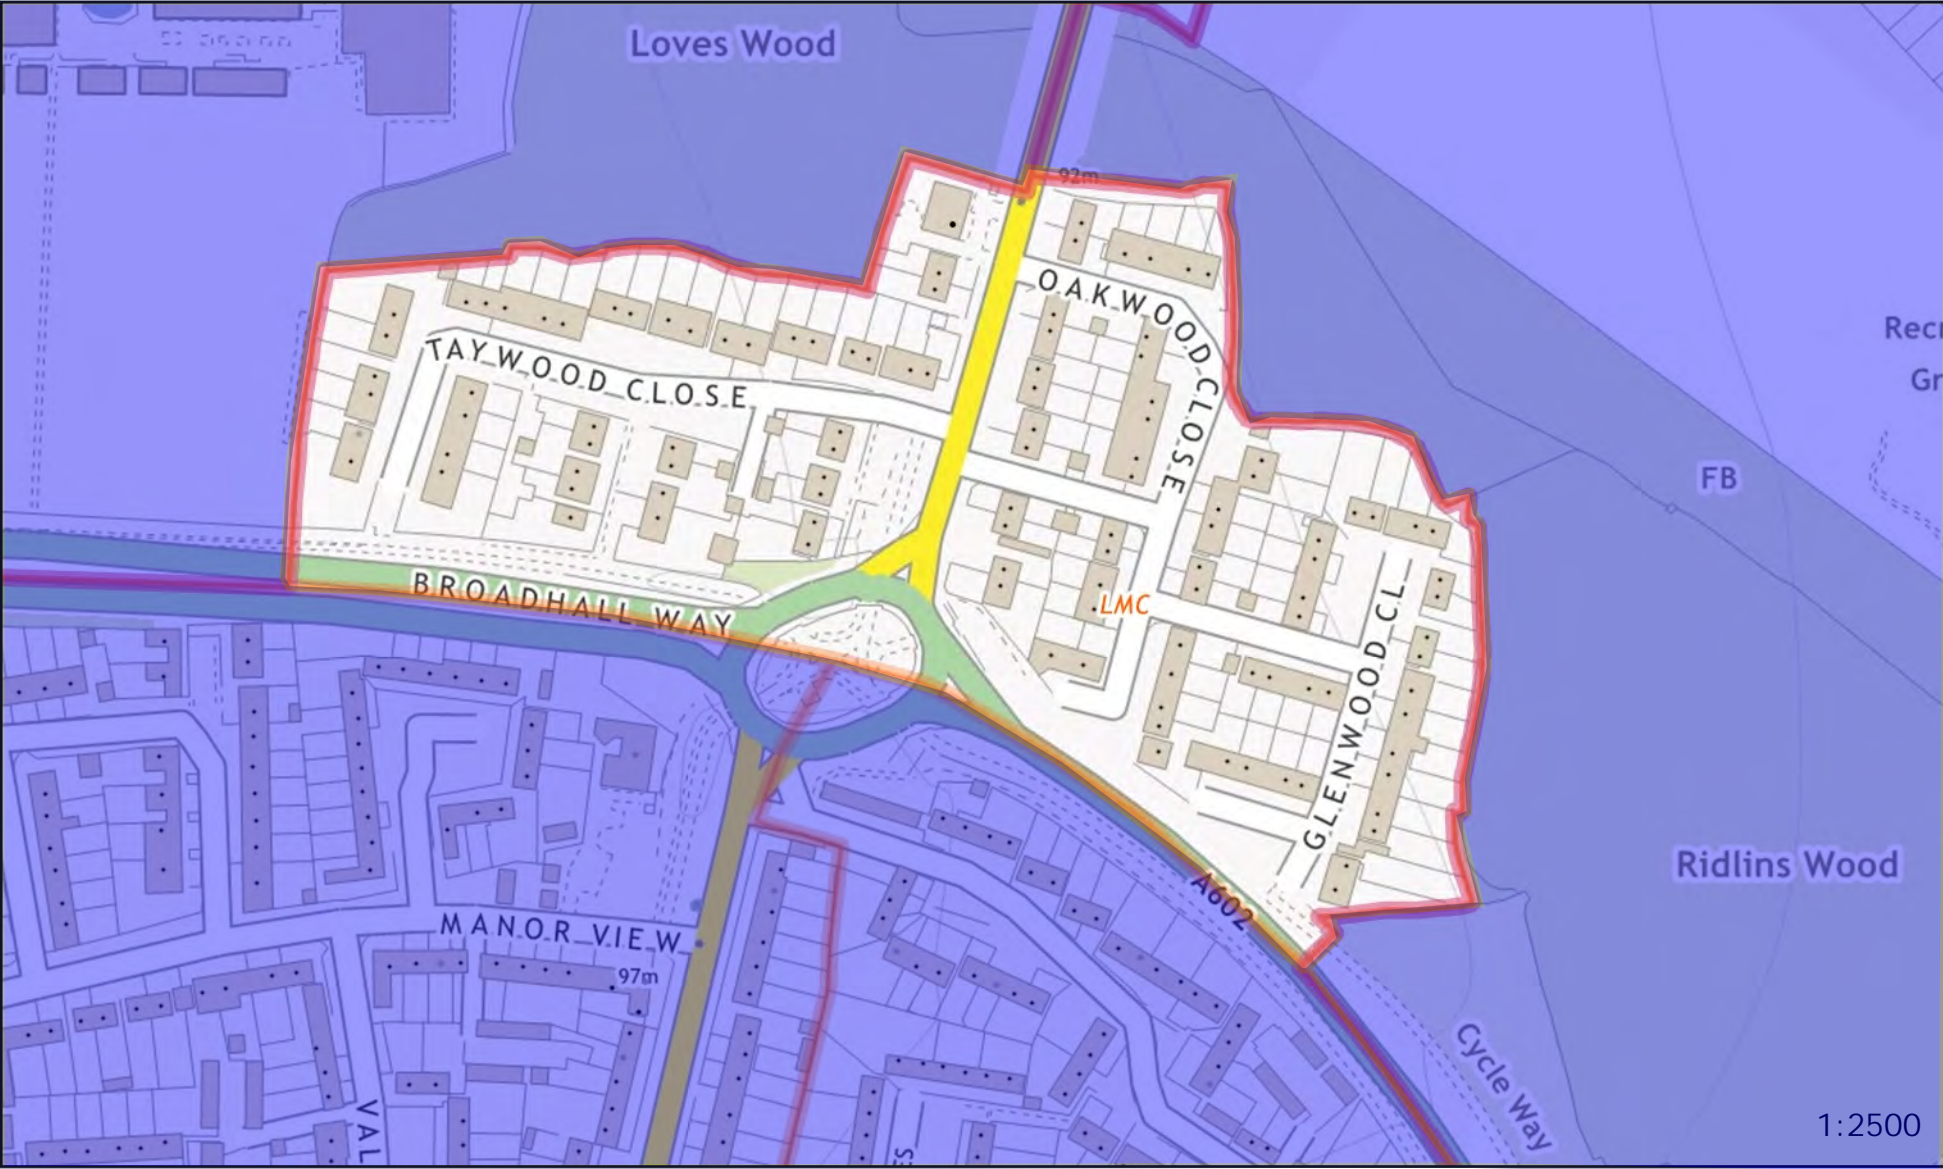 Loves Wood
92m
OAKWOOD CLOSE
Recr
TAYWOOD CLOSE
Gr
FB
BROADHALL WAY
LMC
GLENWOOD CL
Ridlins Wood
A602
MANOR VIEW
97m
Cycle Way
VAL
1:2500
ES